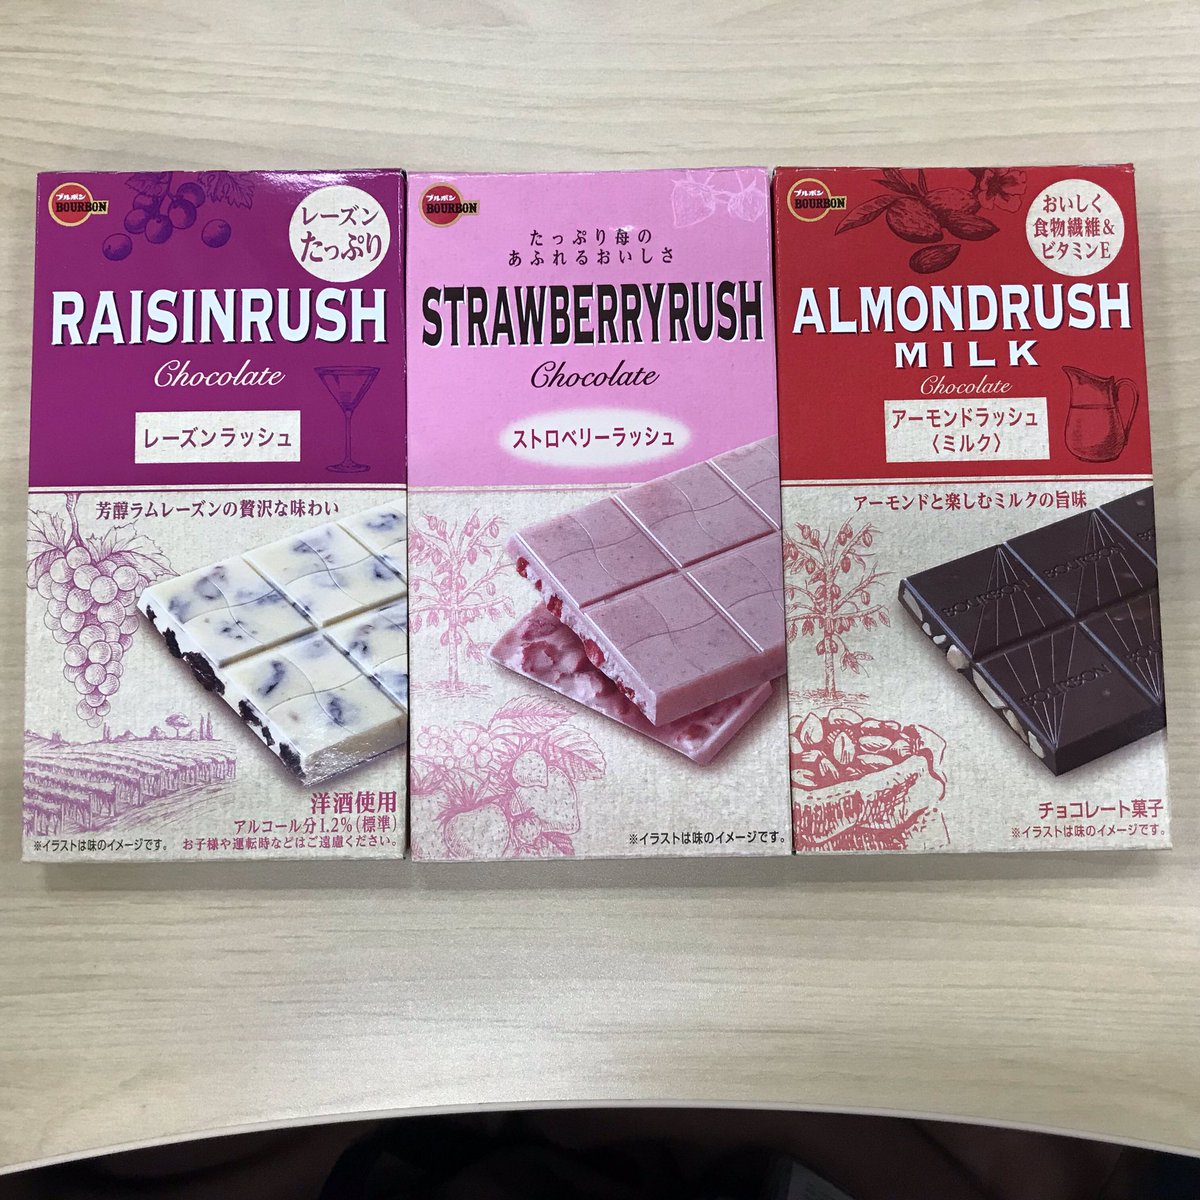 ブルボン
BOURBON
レーズン
たっぷり
RAISINRUSH
Chocolate
レーズンラッシュ
芳醇ラムレーズンの贅沢な味わい
洋酒使用
アルコール分1.2%(標準)
お子様や運転時などはご遠慮ください。
※イラストは味のイメージです。
ブルボン
BOURBON
たっぷり苺の
あふれるおいしさ
STRAWBERRYRUSH
Chocolate
ストロベリーラッシュ
※イラストは味のイメージです。
ブルボン
BOURBON
おいしく
食物繊維&
ビタミンE
ALMONDRUSH
MILK
Chocolate
アーモンドラッシュ
〈ミルク〉
アーモンドと楽しむミルクの旨味
BOURBON
BOURBON
BOURBON
チョコレート菓子
※イラストは味のイメージです。